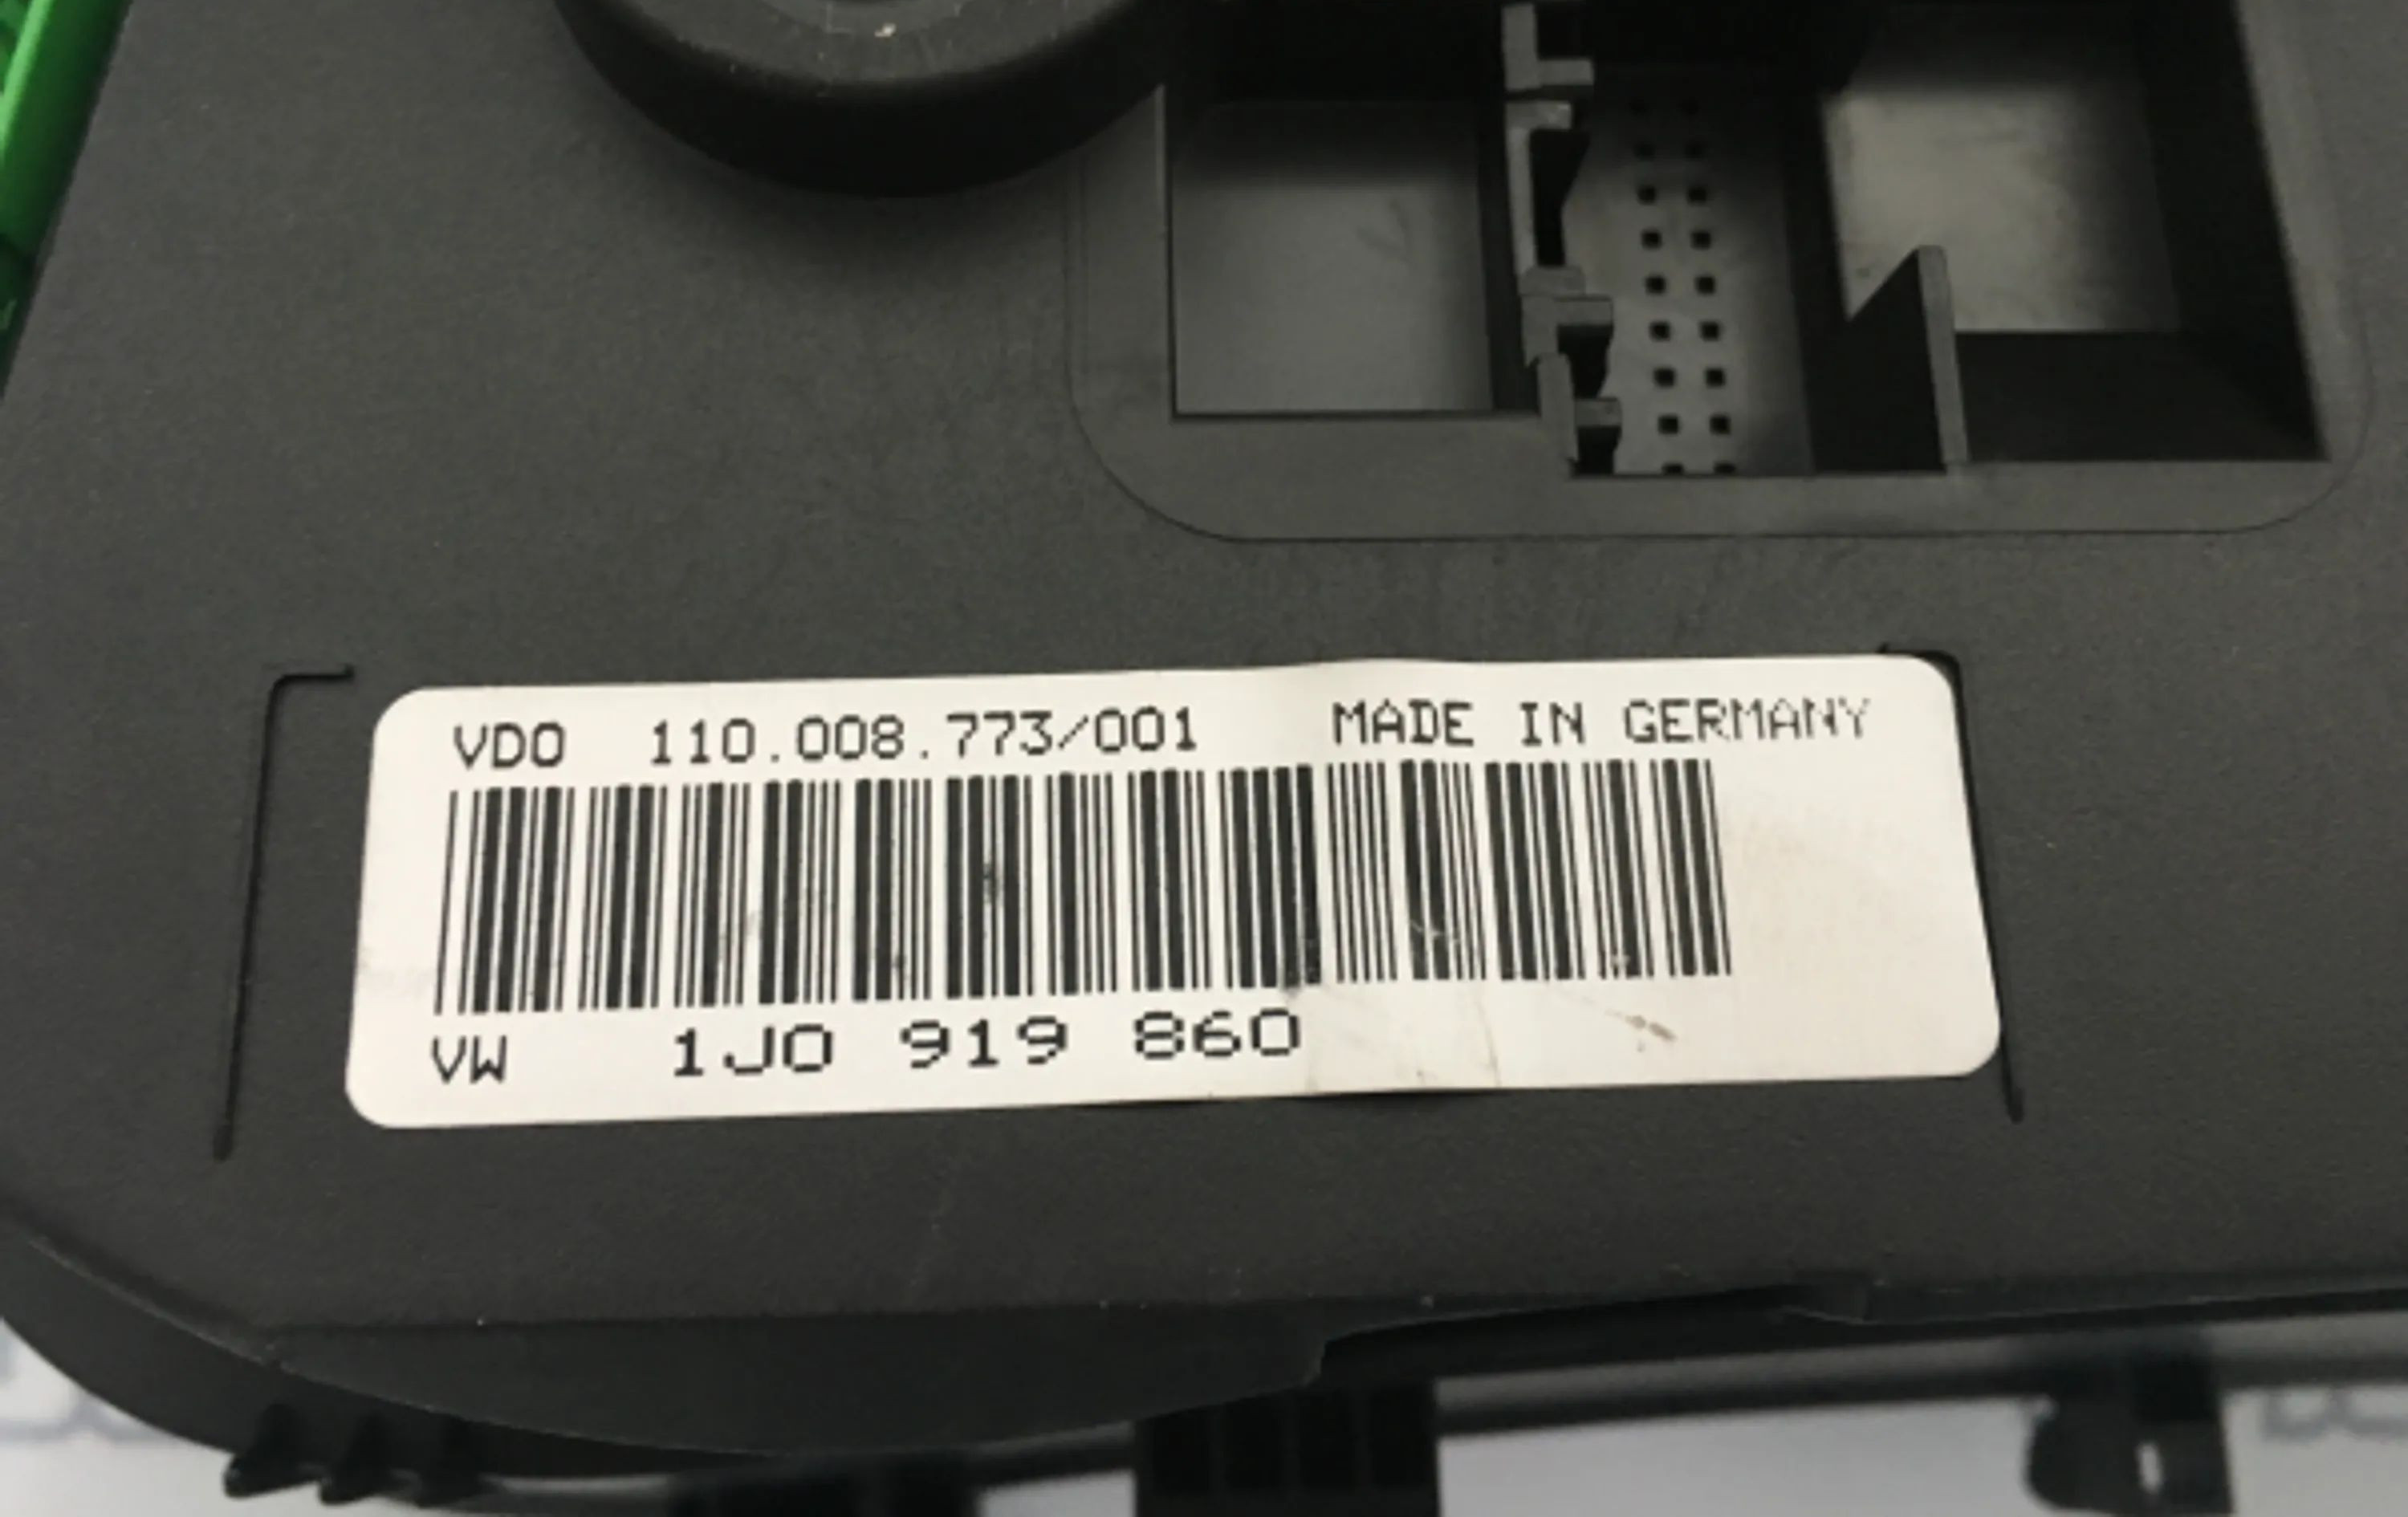 VDO 110.008.773/001 MADE IN GERMANY
VW 1J0 919 860